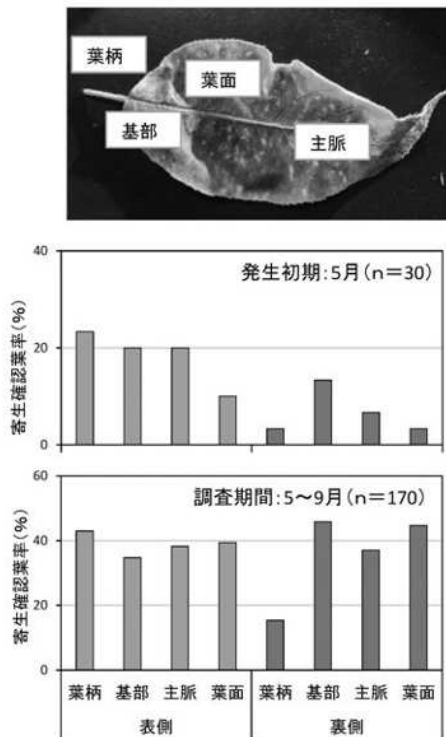 葉柄
葉面
基部
主脈
40
20
0
寄生確認葉率(%)
発生初期:5月(n=30)
60
40
20
0
寄生確認葉率(%)
調査期間:5〜9月(n=170)
葉柄 基部 主脈 葉面 葉柄 基部 主脈 葉面
表側 裏側